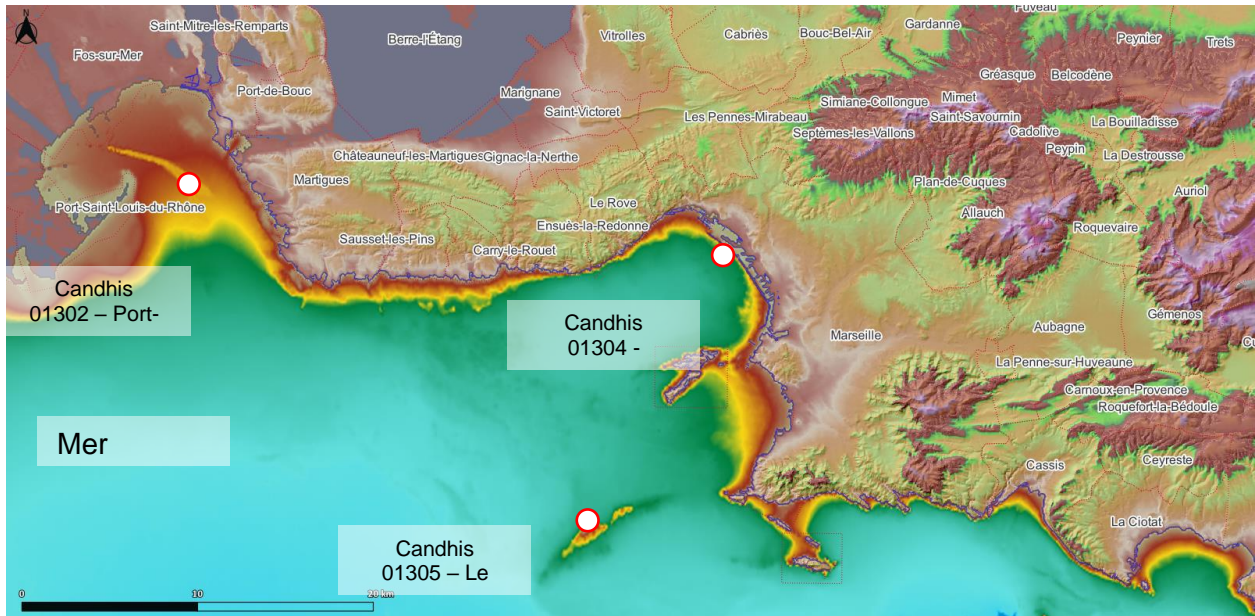 N
Saint-Mitre-les-Remparts
Fos-sur-Mer
Berre-l'Étang
Port-de-Bouc
Marignane
Saint-Victoret
Vitrolles
Cabriès
Bouc-Bel-Air
Gardanne
Fuveau
Peynier
Trets
Gréasque
Belcodène
Simiane-Collongue
Mimet
Saint-Savournin
Les Pennes-Mirabeau
Septèmes-les-Vallons
Cadolive
Peypin
La Bouilladisse
La Destrousse
Châteauneuf-les-Martigues
Gignac-la-Nerthe
Martigues
Port-Saint-Louis-du-Rhône
Le Rove
Ensuès-la-Redonne
Sausset-les-Pins
Carry-le-Rouet
Plan-de-Cuques
Allauch
Auriol
Roquevaire
Gémenos
Candhis
01302 – Port-
Candhis
01304 -
Marseille
Aubagne
La Penne-sur-Huveaune
Carnoux-en-Provence
Roquefort-la-Bédoule
Mer
Cassis
Ceyreste
La Ciotat
Candhis
01305 – Le
0
10
20 km